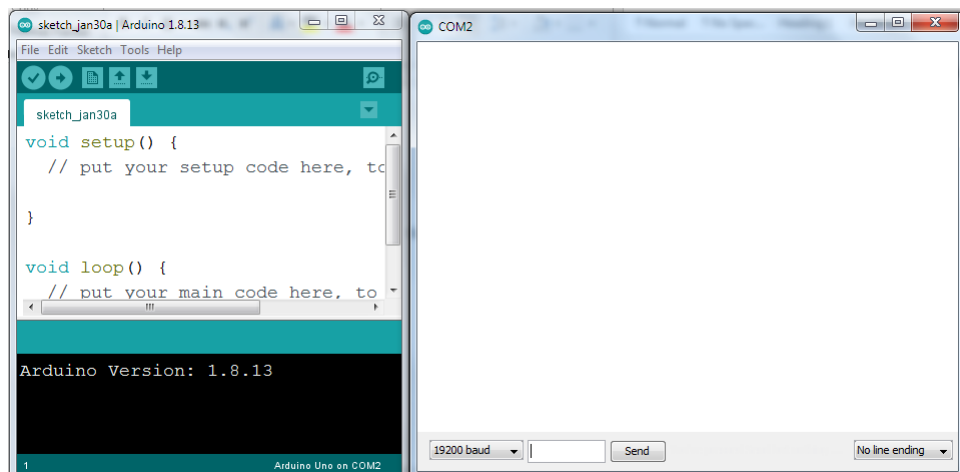 sketch_jan30a | Arduino 1.8.13
File Edit Sketch Tools Help
sketch_jan30a
void setup() {
// put your setup code here, to
}
void loop() {
// put your main code here, to
Arduino Version: 1.8.13
1
Arduino Uno on COM2
COM2
19200 baud
Send
No line ending